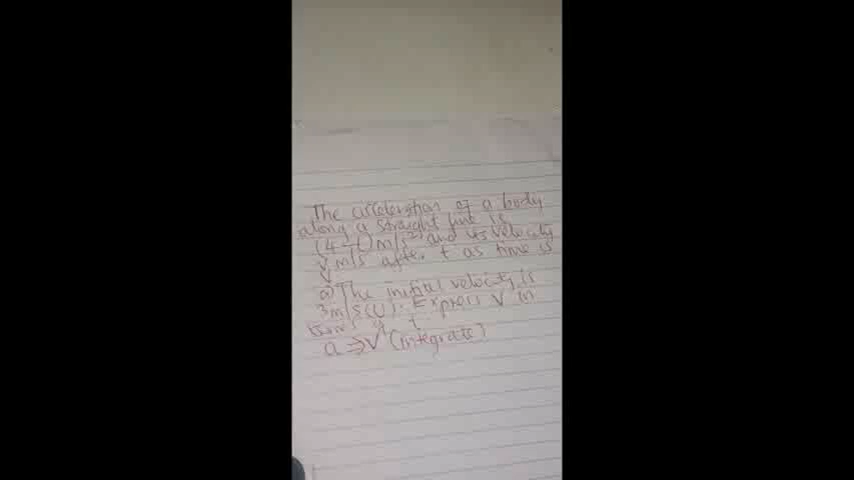 The acceleration of a body
along a straight line is
(4-t)m/s²) and its velocity
v m/s after t as time is
V
a) The initial velocity is
3m/s(U). Express V in
terms of t
a ⇒ V (integrate)